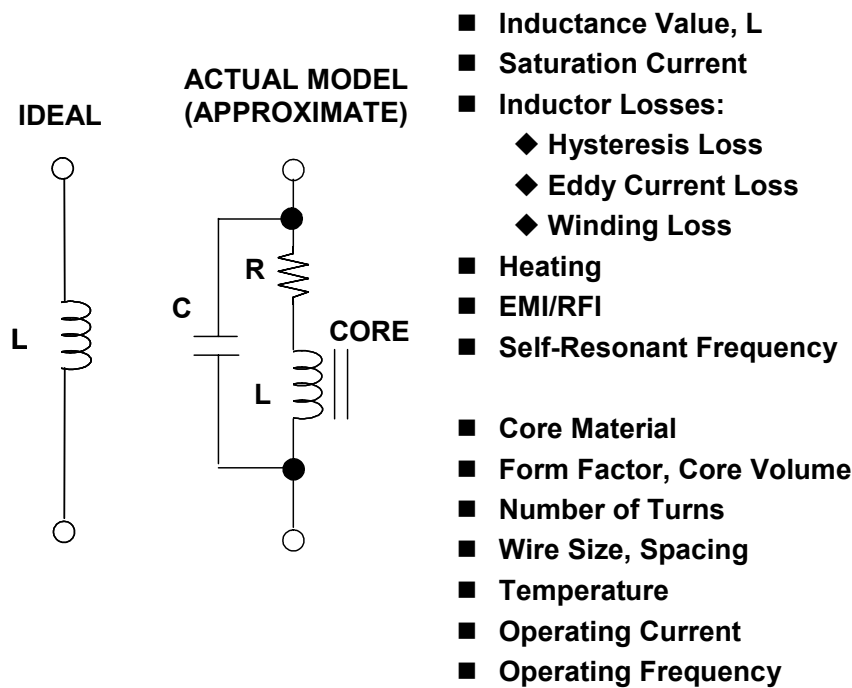 IDEAL
L
ACTUAL MODEL
(APPROXIMATE)
R
C
CORE
L
■ Inductance Value, L
■ Saturation Current
■ Inductor Losses:
◆ Hysteresis Loss
◆ Eddy Current Loss
◆ Winding Loss
■ Heating
■ EMI/RFI
■ Self-Resonant Frequency
■ Core Material
■ Form Factor, Core Volume
■ Number of Turns
■ Wire Size, Spacing
■ Temperature
■ Operating Current
■ Operating Frequency